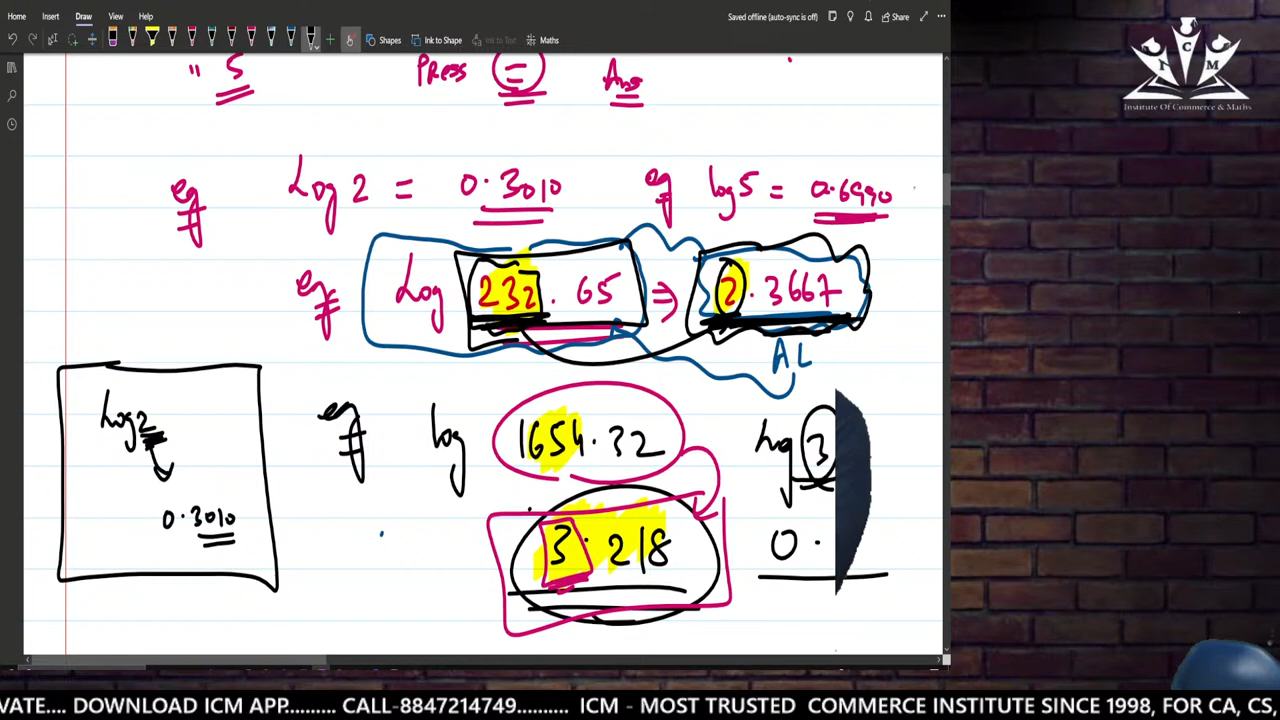 Home Insert Draw View Help Saved offline (auto-sync is off) Share
Shapes Ink to Shape Ink to Text Maths
" 5 Press = Ans
eg Log 2 = 0.3010 eg log 5 = 0.6990
eg Log 232.65 ⇒ 2.3667
AL
Log 2
0.3010
eg log 1654.32 Log 3
3.218 0.
I C M
Institute Of Commerce & Maths
VATE.... DOWNLOAD ICM APP......... CALL-8847214749........... ICM - MOST TRUSTED COMMERCE INSTITUTE SINCE 1998, FOR CA, CS,